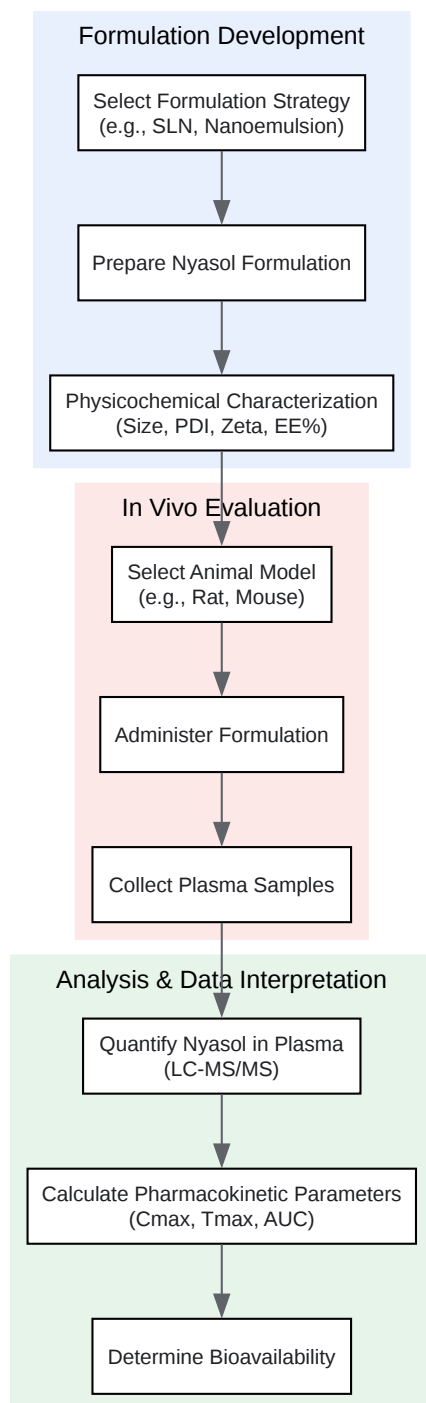 Formulation Development
Select Formulation Strategy
(e.g., SLN, Nanoemulsion)
Prepare Nyasol Formulation
Physicochemical Characterization
(Size, PDI, Zeta, EE%)
In Vivo Evaluation
Select Animal Model
(e.g., Rat, Mouse)
Administer Formulation
Collect Plasma Samples
Analysis & Data Interpretation
Quantify Nyasol in Plasma
(LC-MS/MS)
Calculate Pharmacokinetic Parameters
(Cmax, Tmax, AUC)
Determine Bioavailability